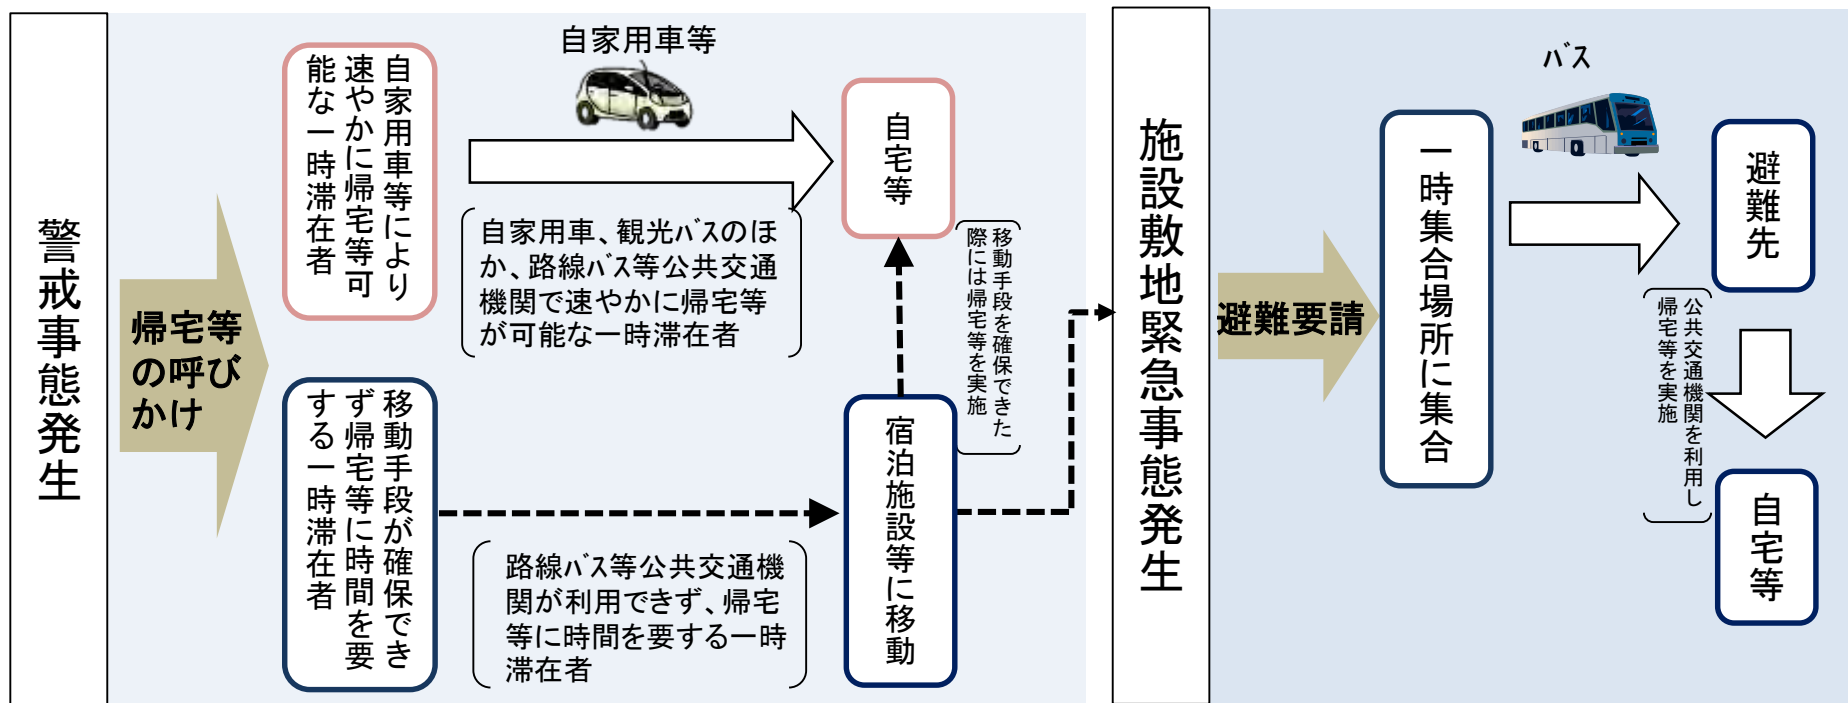 警戒事態発生
帰宅等
の呼び
かけ
自家用車等により
速やかに帰宅等可
能な一時滞在者
移動手段が確保でき
ず帰宅等に時間を要
する一時滞在者
自家用車等
自家用車、観光ﾊﾞｽのほ
か、路線ﾊﾞｽ等公共交通
機関で速やかに帰宅等
が可能な一時滞在者
路線ﾊﾞｽ等公共交通機
関が利用できず、帰宅
等に時間を要する一時
滞在者
自宅等
移動手段を確保できた
際には帰宅等を実施
宿泊施設等に移動
施設敷地緊急事態発生
避難要請
一時集合場所に集合
ﾊﾞｽ
避難先
公共交通機関を利用し
帰宅等を実施
自宅等